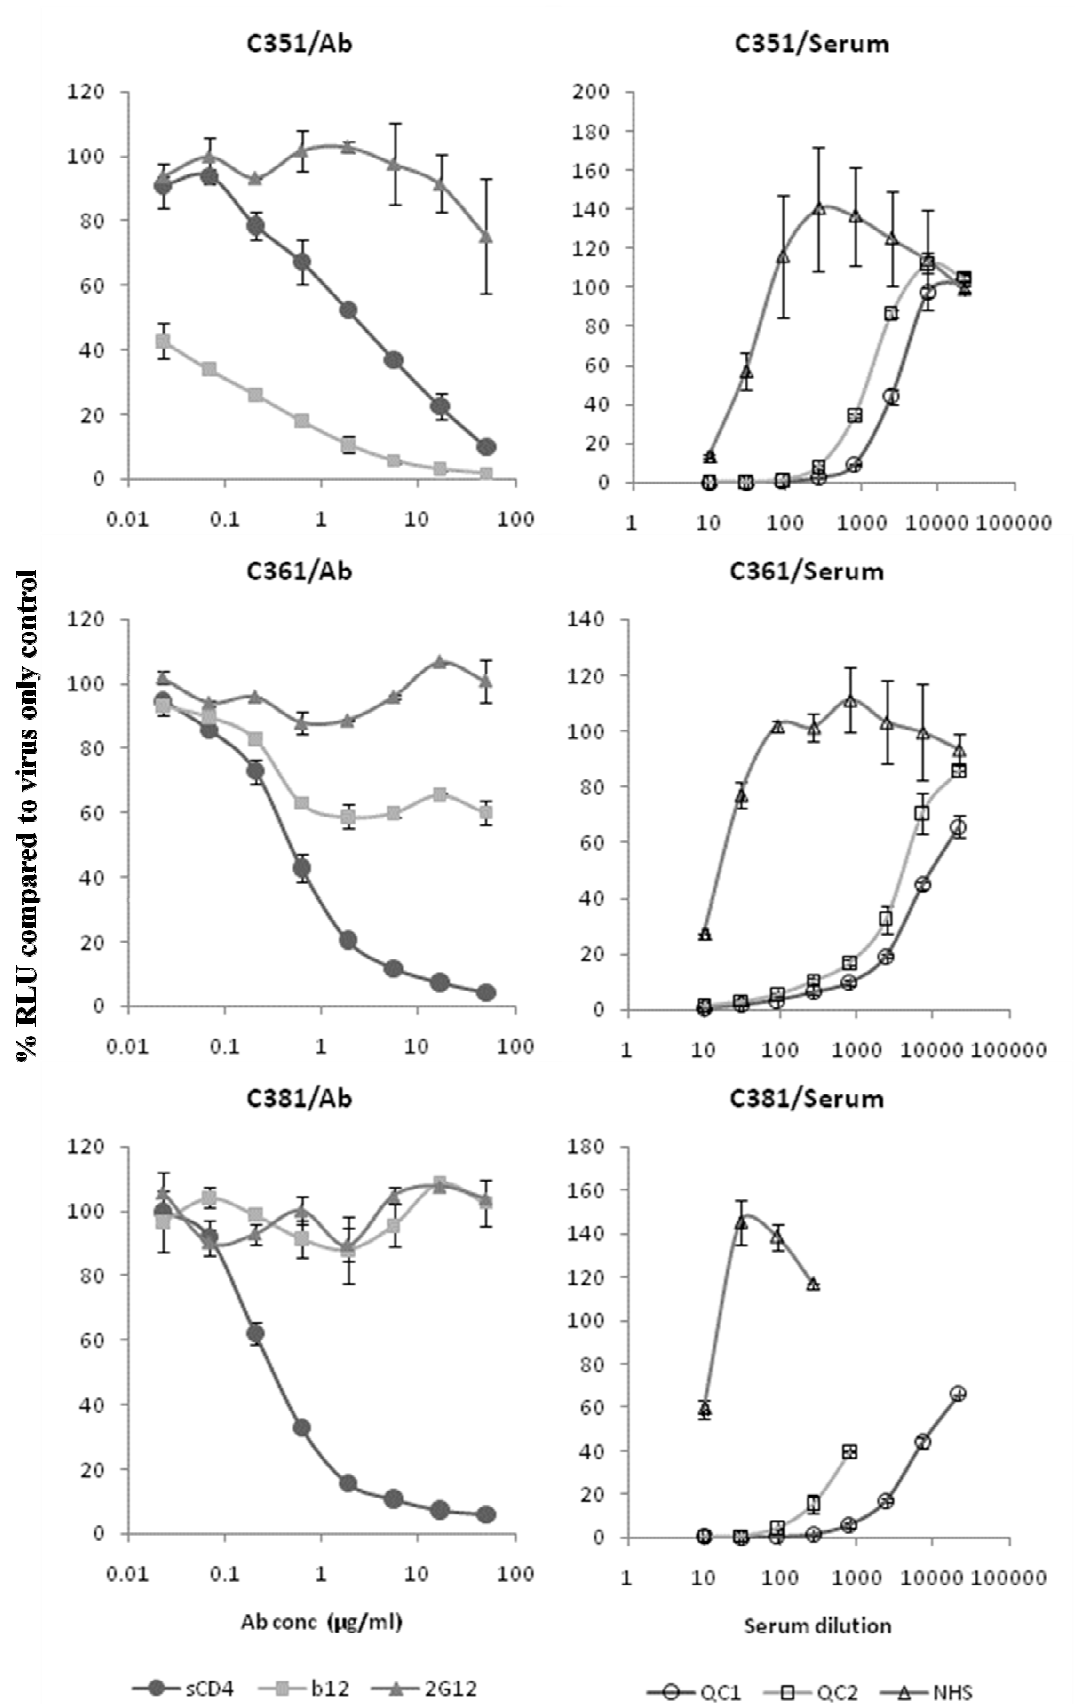 C351/Ab
120
100
80
60
40
20
0
0.01 0.1 1 10 100
C351/Serum
200
180
160
140
120
100
80
60
40
20
0
1 10 100 1000 10000 100000
% RLU compared to virus only control
C361/Ab
120
100
80
60
40
20
0
0.01 0.1 1 10 100
C361/Serum
140
120
100
80
60
40
20
0
1 10 100 1000 10000 100000
C381/Ab
120
100
80
60
40
20
0
0.01 0.1 1 10 100
Ab conc (µg/ml)
sCD4 b12 2G12
C381/Serum
180
160
140
120
100
80
60
40
20
0
1 10 100 1000 10000 100000
Serum dilution
QC1 QC2 NHS